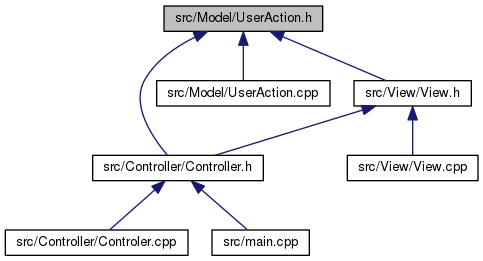 src/Model/UserAction.h
src/Model/UserAction.cpp
src/View/View.h
src/Controller/Controller.h
src/View/View.cpp
src/Controller/Controler.cpp
src/main.cpp